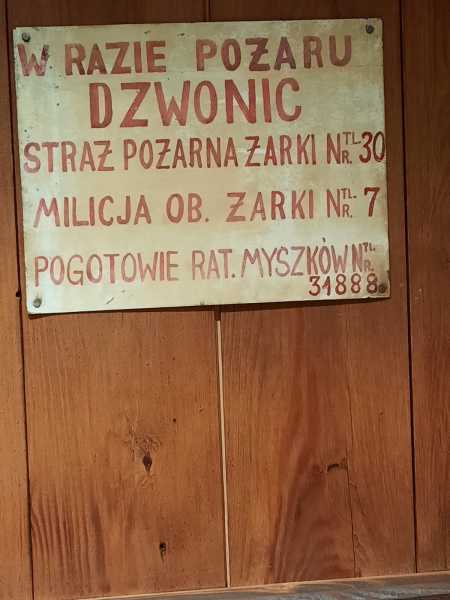 W RAZIE POŻARU
DZWONIC
STRAŻ POŻARNA ŻARKI NR. TL. 30
MILICJA OB. ŻARKI NR. TL. 7
POGOTOWIE RAT. MYSZKÓW NR. TL.
31888